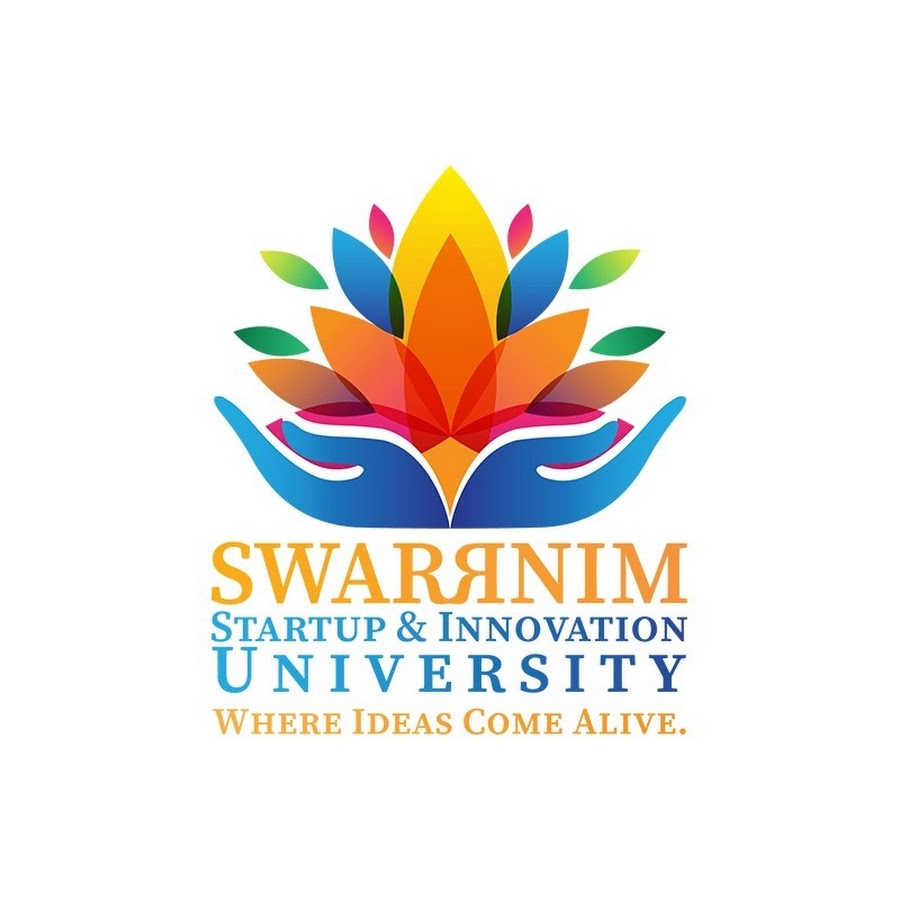 SWARRNIM
STARTUP & INNOVATION
UNIVERSITY
WHERE IDEAS COME ALIVE.